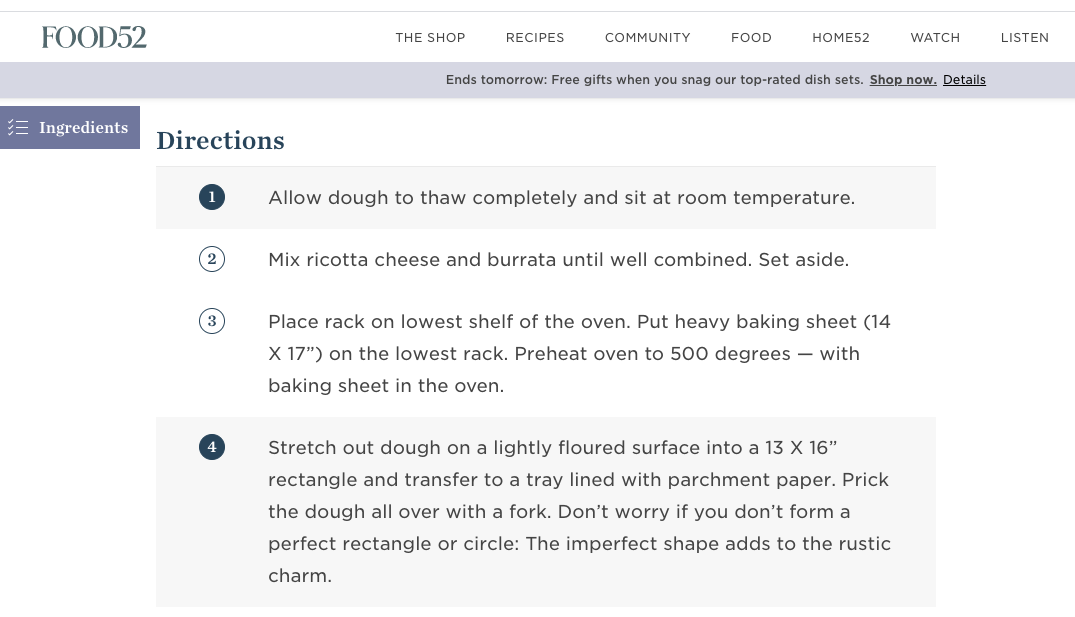 FOOD52
THE SHOP RECIPES COMMUNITY FOOD HOME52 WATCH LISTEN
Ends tomorrow: Free gifts when you snag our top-rated dish sets. Shop now. Details
Ingredients
Directions
1 Allow dough to thaw completely and sit at room temperature.
2 Mix ricotta cheese and burrata until well combined. Set aside.
3 Place rack on lowest shelf of the oven. Put heavy baking sheet (14
X 17”) on the lowest rack. Preheat oven to 500 degrees — with
baking sheet in the oven.
4 Stretch out dough on a lightly floured surface into a 13 X 16”
rectangle and transfer to a tray lined with parchment paper. Prick
the dough all over with a fork. Don’t worry if you don’t form a
perfect rectangle or circle: The imperfect shape adds to the rustic
charm.